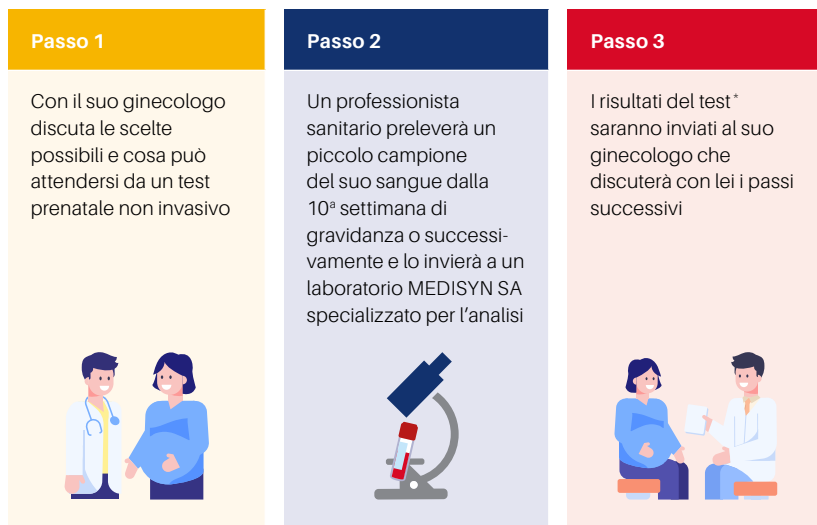 Passo 1
Con il suo ginecologo
discuta le scelte
possibili e cosa può
attendersi da un test
prenatale non invasivo
Passo 2
Un professionista
sanitario preleverà un
piccolo campione
del suo sangue dalla
10ª settimana di
gravidanza o successi-
vamente e lo invierà a un
laboratorio MEDISYN SA
specializzato per l’analisi
Passo 3
I risultati del test*
saranno inviati al suo
ginecologo che
discuterà con lei i passi
successivi